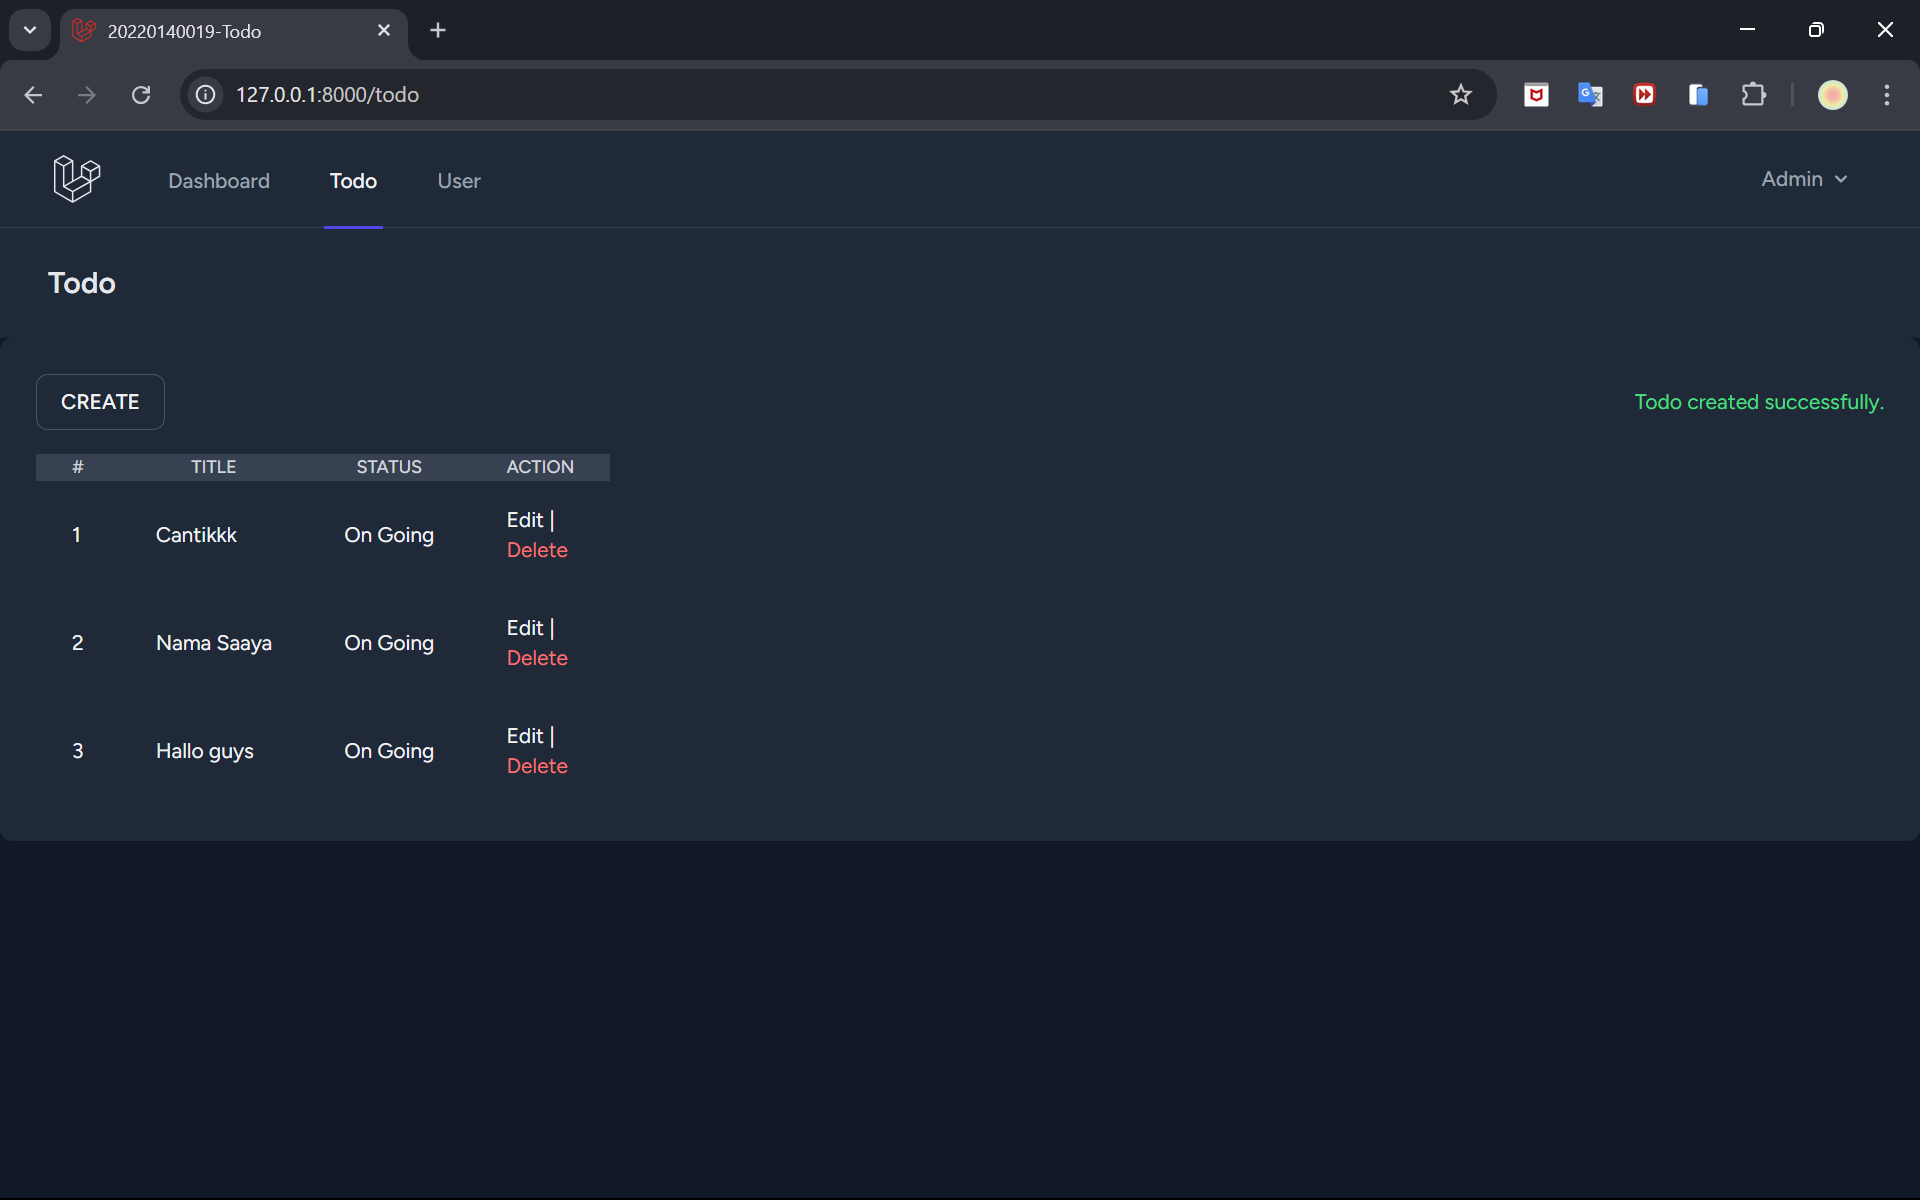 20220140019-Todo
127.0.0.1:8000/todo
Dashboard Todo User Admin
Todo
CREATE Todo created successfully.
# TITLE STATUS ACTION
1 Cantikkk On Going Edit |
Delete
2 Nama Saaya On Going Edit |
Delete
3 Hallo guys On Going Edit |
Delete